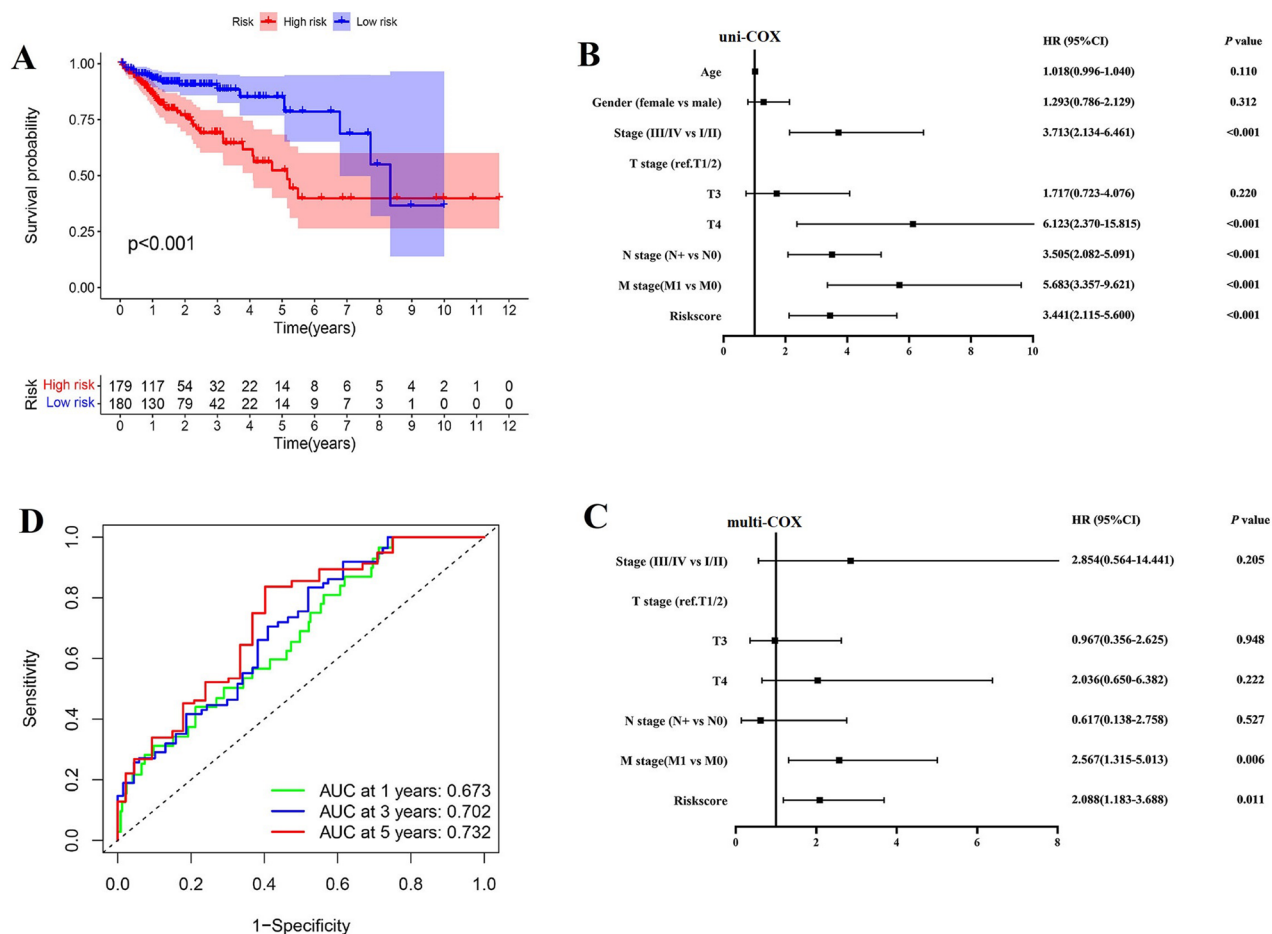 Risk High risk Low risk
A
1.00
0.75
0.50
0.25
0.00
Survival probability
p<0.001
0 1 2 3 4 5 6 7 8 9 10 11 12
Time(years)
Risk
High risk 179 117 54 32 22 14 8 6 5 4 2 1 0
Low risk 180 130 79 42 22 14 9 7 3 1 0 0 0
0 1 2 3 4 5 6 7 8 9 10 11 12
Time(years)
B
uni-COX HR (95%CI) P value
Age 1.018(0.996-1.040) 0.110
Gender (female vs male) 1.293(0.786-2.129) 0.312
Stage (III/IV vs I/II) 3.713(2.134-6.461) <0.001
T stage (ref.T1/2)
T3 1.717(0.723-4.076) 0.220
T4 6.123(2.370-15.815) <0.001
N stage (N+ vs N0) 3.505(2.082-5.091) <0.001
M stage(M1 vs M0) 5.683(3.357-9.621) <0.001
Riskscore 3.441(2.115-5.600) <0.001
0 2 4 6 8 10
D
1.0
0.8
0.6
0.4
0.2
0.0
Sensitivity
AUC at 1 years: 0.673
AUC at 3 years: 0.702
AUC at 5 years: 0.732
0.0 0.2 0.4 0.6 0.8 1.0
1−Specificity
C
multi-COX HR (95%CI) P value
Stage (III/IV vs I/II) 2.854(0.564-14.441) 0.205
T stage (ref.T1/2)
T3 0.967(0.356-2.625) 0.948
T4 2.036(0.650-6.382) 0.222
N stage (N+ vs N0) 0.617(0.138-2.758) 0.527
M stage(M1 vs M0) 2.567(1.315-5.013) 0.006
Riskscore 2.088(1.183-3.688) 0.011
0 2 4 6 8